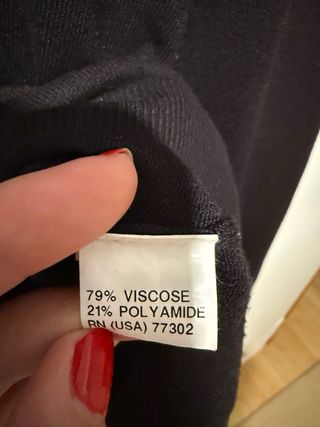 79% VISCOSE
21% POLYAMIDE
RN (USA) 77302